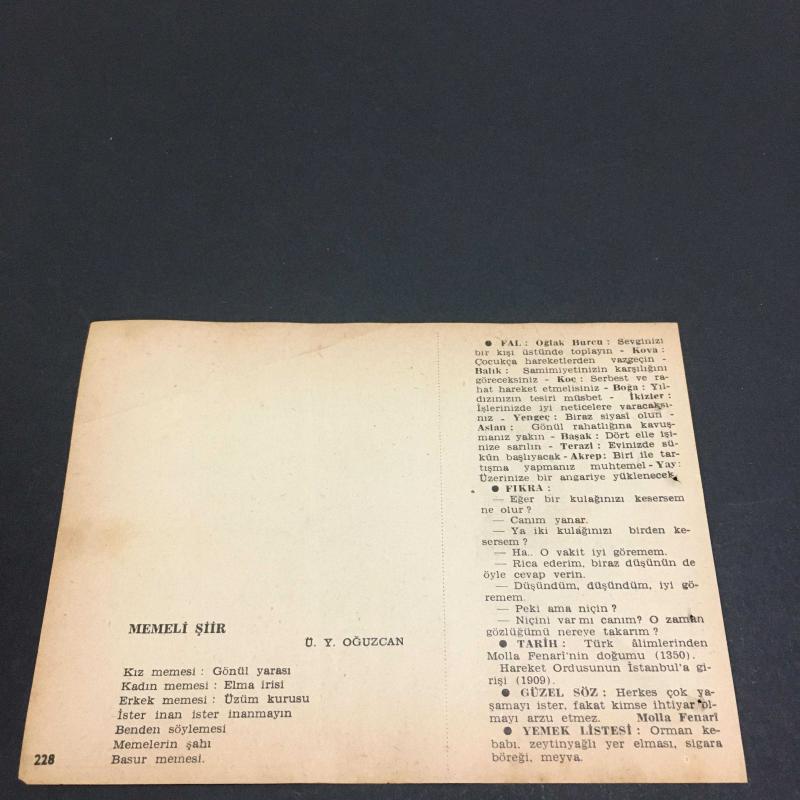 MEMELİ ŞİİR
Ü. Y. OĞUZCAN
Kız memesi : Gönül yarası
Kadın memesi : Elma irisi
Erkek memesi : Üzüm kurusu
İster inan ister inanmayın
Benden söylemesi
Memelerin şahı
Basur memesi.
228
● FAL : Oğlak Burcu : Sevginizi
bir kişi üstünde toplayın - Kova :
Çocukça hareketlerden vazgeçin -
Balık : Samimiyetinizin karşılığını
göreceksiniz - Koç : Serbest ve ra-
hat hareket etmelisiniz - Boğa : Yıl-
dızınızın tesiri müsbet - İkizler :
İşlerinizde iyi neticelere varacaksı-
nız - Yengeç : Biraz siyasî olun -
Aslan : Gönül rahatlığına kavuş-
manız yakın - Başak : Dört elle işi-
nize sarılın - Terazi : Evinizde sü-
kûn başlıyacak - Akrep : Biri ile tar-
tışma yapmanız muhtemel - Yay :
Üzerinize bir angariye yüklenecek.
● FIKRA :
— Eğer bir kulağınızı kesersem
ne olur ?
— Canım yanar.
— Ya iki kulağınızı birden ke-
sersem ?
— Ha.. O vakit iyi göremem.
— Rica ederim, biraz düşünün de
öyle cevap verin.
— Düşündüm, düşündüm, iyi gö-
remem.
— Peki ama niçin ?
— Niçini var mı canım? O zaman
gözlüğümü nereye takarım ?
● TARİH : Türk âlimlerinden
Molla Fenarî'nin doğumu (1350).
Hareket Ordusunun İstanbul'a gi-
rişi (1909).
● GÜZEL SÖZ : Herkes çok ya-
şamayı ister, fakat kimse ihtiyar ol-
mayı arzu etmez. Molla Fenarî
● YEMEK LİSTESİ : Orman ke-
babı, zeytinyağlı yer elması, sigara
böreği, meyva.